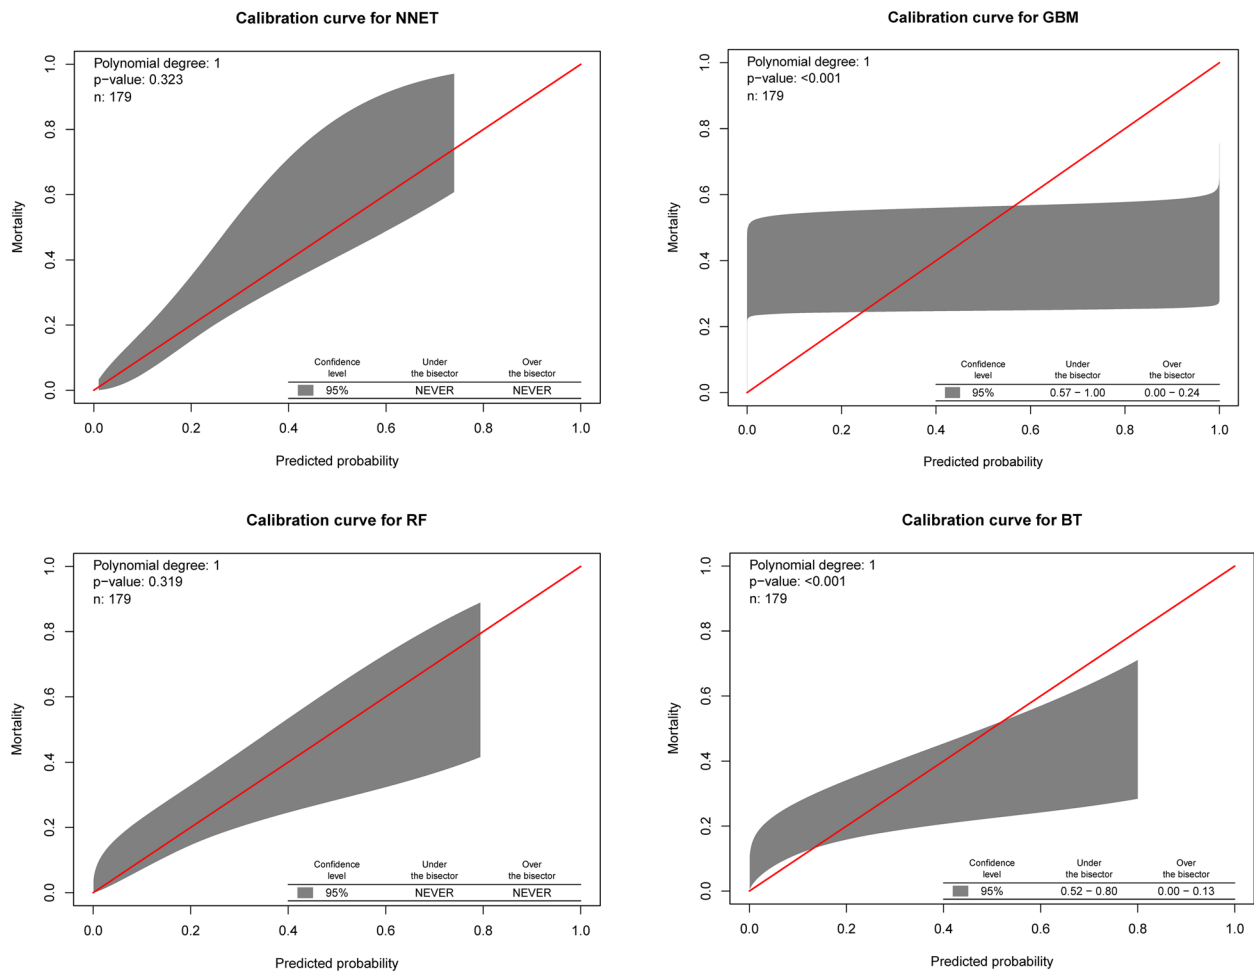 Calibration curve for NNET
Polynomial degree: 1
p−value: 0.323
n: 179
Mortality
1.0
0.8
0.6
0.4
0.2
0.0
Confidence level Under the bisector Over the bisector
95% NEVER NEVER
0.0 0.2 0.4 0.6 0.8 1.0
Predicted probability
Calibration curve for GBM
Polynomial degree: 1
p−value: <0.001
n: 179
Mortality
1.0
0.8
0.6
0.4
0.2
0.0
Confidence level Under the bisector Over the bisector
95% 0.57 − 1.00 0.00 − 0.24
0.0 0.2 0.4 0.6 0.8 1.0
Predicted probability
Calibration curve for RF
Polynomial degree: 1
p−value: 0.319
n: 179
Mortality
1.0
0.8
0.6
0.4
0.2
0.0
Confidence level Under the bisector Over the bisector
95% NEVER NEVER
0.0 0.2 0.4 0.6 0.8 1.0
Predicted probability
Calibration curve for BT
Polynomial degree: 1
p−value: <0.001
n: 179
Mortality
1.0
0.8
0.6
0.4
0.2
0.0
Confidence level Under the bisector Over the bisector
95% 0.52 − 0.80 0.00 − 0.13
0.0 0.2 0.4 0.6 0.8 1.0
Predicted probability